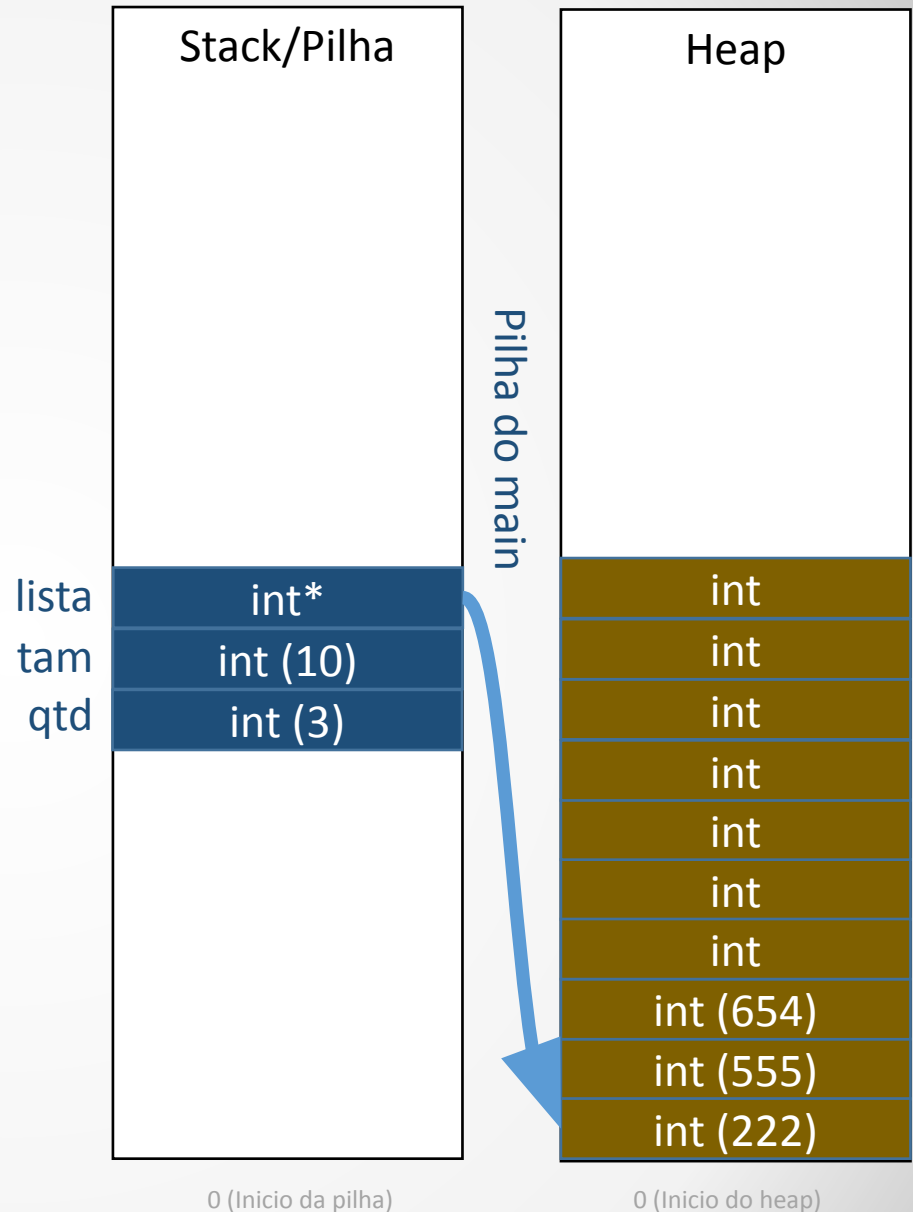 Stack/Pilha
Heap
Pilha do main
lista
int*
tam
int (10)
qtd
int (3)
int
int
int
int
int
int
int
int (654)
int (555)
int (222)
0 (Inicio da pilha)
0 (Inicio do heap)